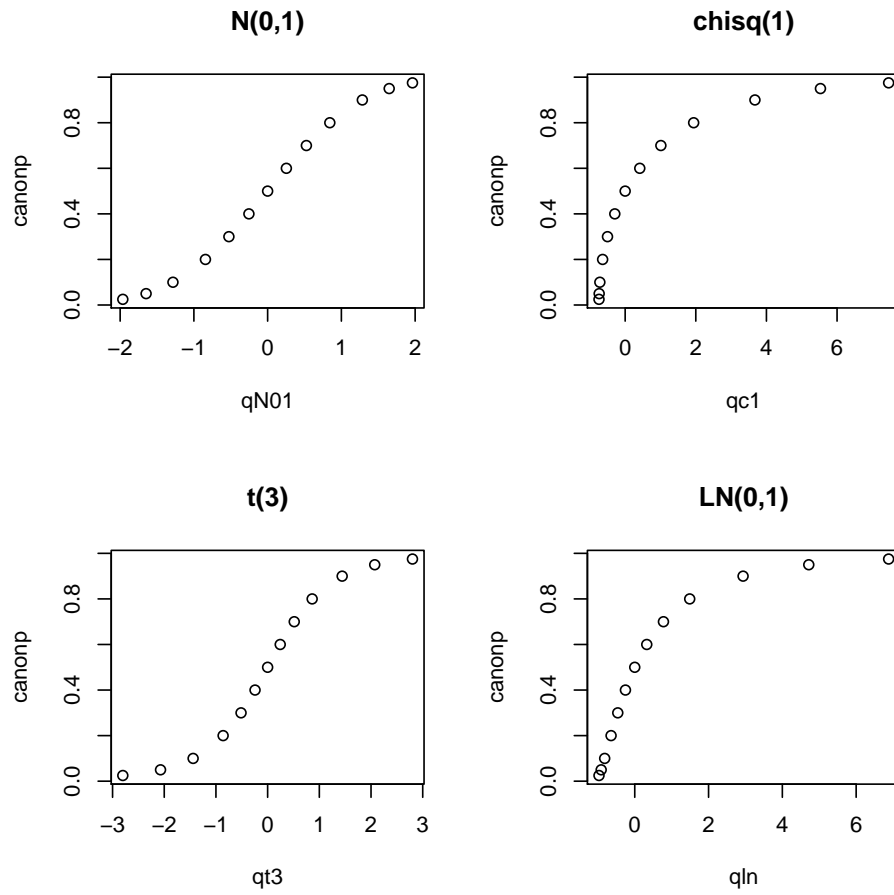 N(0,1)
canonp
0.0 0.4 0.8
−2 −1 0 1 2
qN01
chisq(1)
canonp
0.0 0.4 0.8
0 2 4 6
qc1
t(3)
canonp
0.0 0.4 0.8
−3 −2 −1 0 1 2 3
qt3
LN(0,1)
canonp
0.0 0.4 0.8
0 2 4 6
qln